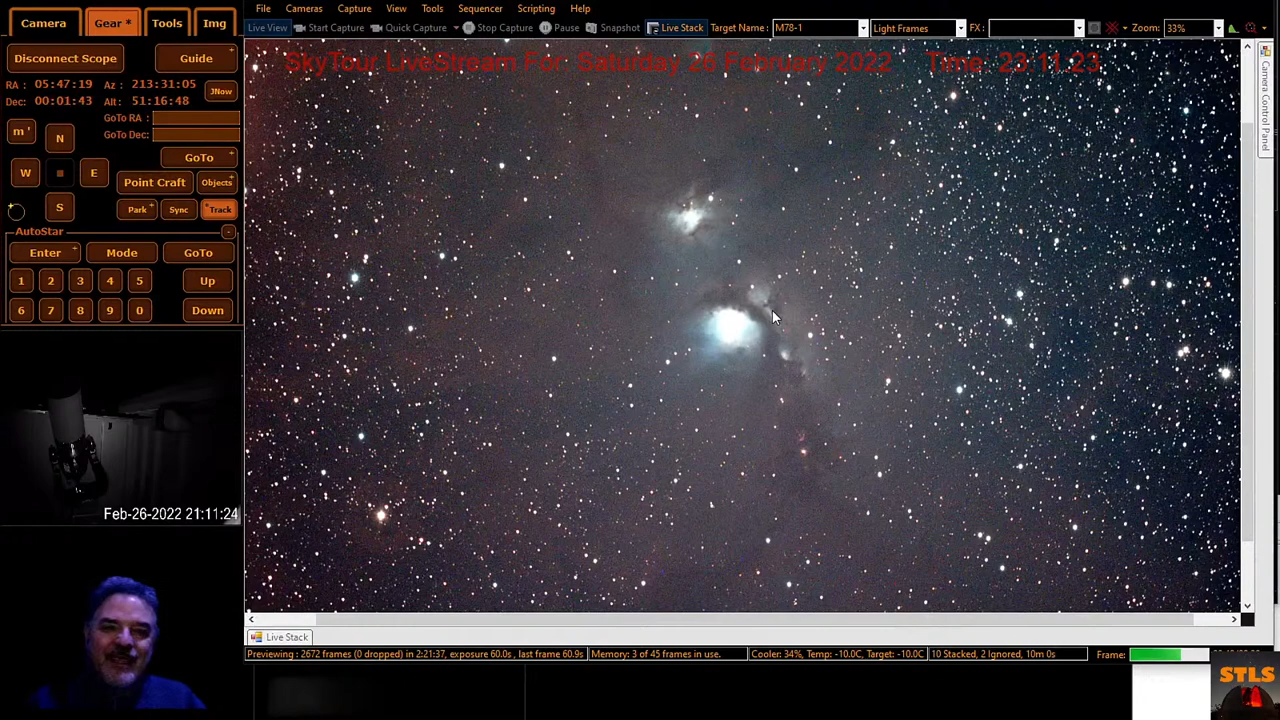 Camera Gear * Tools Img
File Cameras Capture View Tools Sequencer Scripting Help
Live View Start Capture Quick Capture Stop Capture Pause Snapshot Live Stack Target Name: M78-1 Light Frames FX : Zoom: 33%
Disconnect Scope Guide
SkyTour LiveStream For: Saturday 26 February 2022 Time: 23:11:23
RA : 05:47:19 Az : 213:31:05 JNow
Dec: 00:01:43 Alt: 51:16:48
GoTo RA :
GoTo Dec:
m ' N
GoTo
W E
Point Craft Objects
S
Park Sync Track
AutoStar -
Enter Mode GoTo
1 2 3 4 5 Up
6 7 8 9 0 Down
Camera Control Panel
Feb-26-2022 21:11:24
Live Stack
Previewing : 2672 frames (0 dropped) in 2:21:37, exposure 60.0s , last frame 60.9s Memory: 3 of 45 frames in use. Cooler: 34%, Temp: -10.0C, Target: -10.0C 10 Stacked, 2 Ignored, 10m 0s Frame:
STLS